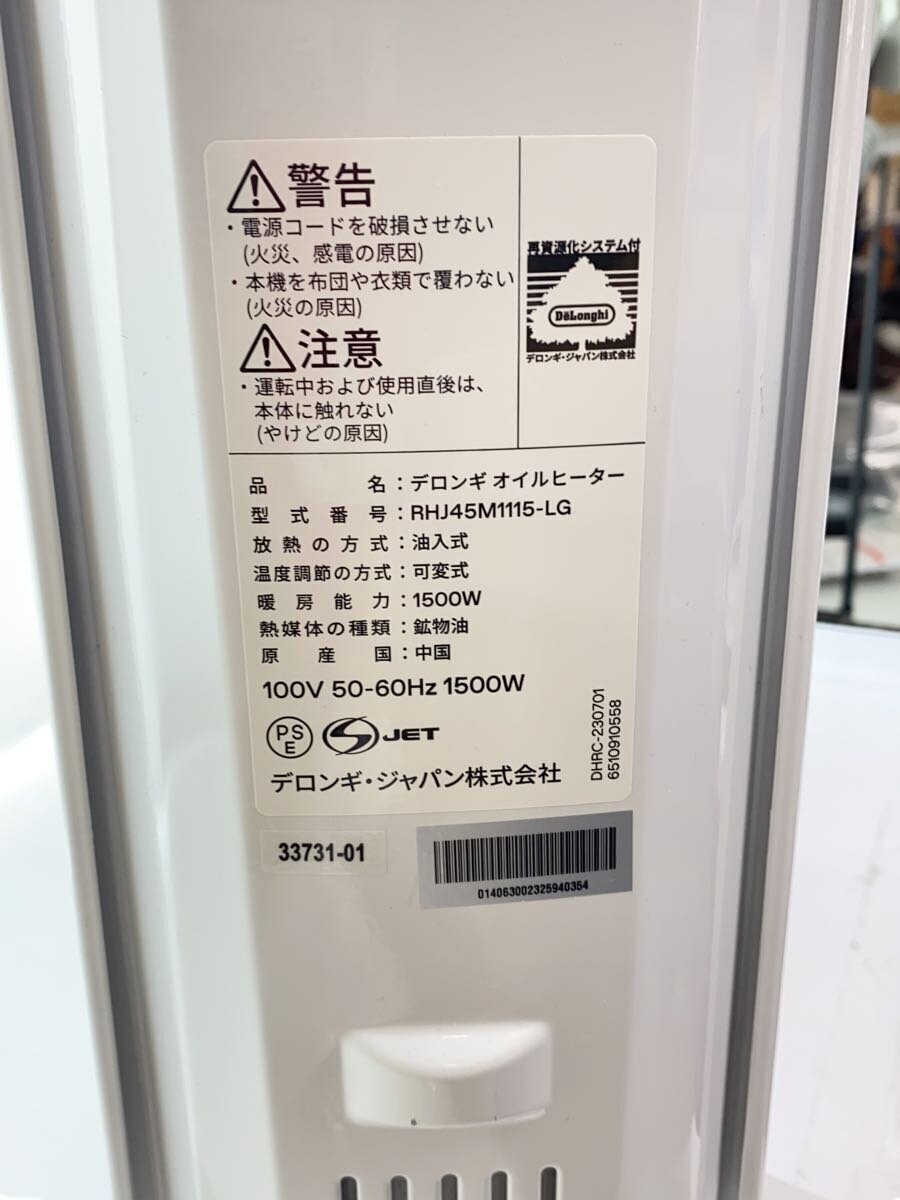 警告
・電源コードを破損させない
(火災、感電の原因)
・本機を布団や衣類で覆わない
(火災の原因)
注意
・運転中および使用直後は、
本体に触れない
(やけどの原因)
再資源化システム付
DēLonghi
デロンギ・ジャパン株式会社
品名：デロンギ オイルヒーター
型式番号：RHJ45M1115-LG
放熱の方式：油入式
温度調節の方式：可変式
暖房能力：1500W
熱媒体の種類：鉱物油
原産国：中国
100V 50-60Hz 1500W
PS
E
JET
デロンギ・ジャパン株式会社
DHRC-230701
6510910558
33731-01
014063002325940354